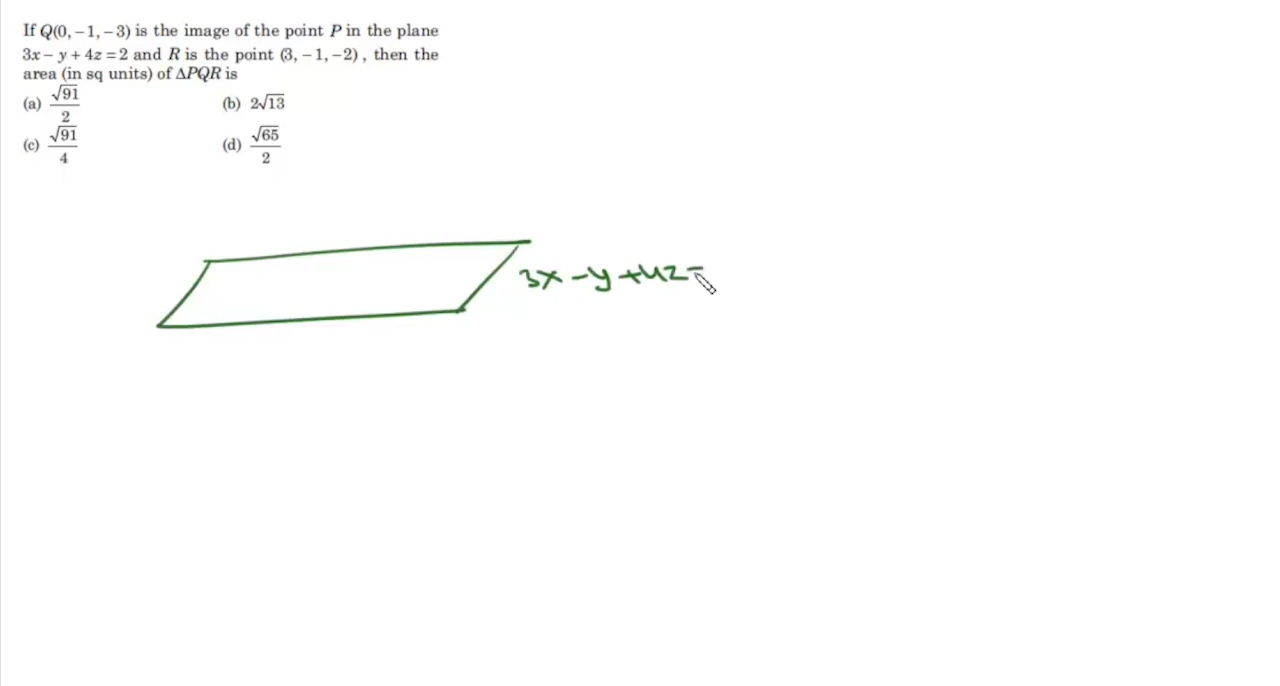 If Q(0, −1, −3) is the image of the point P in the plane
3x − y + 4z = 2 and R is the point (3, −1, −2), then the
area (in sq units) of ΔPQR is
(a) √91/2 (b) 2√13
(c) √91/4 (d) √65/2
3x − y + 4z =